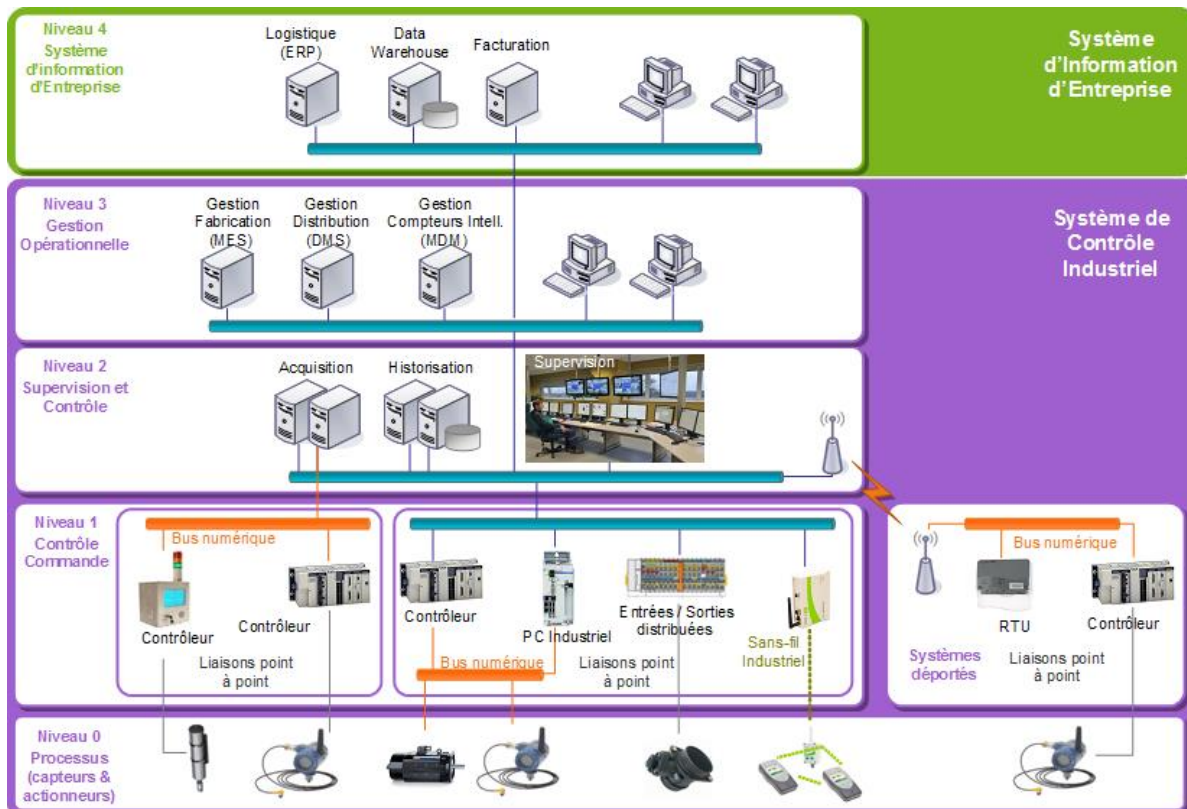 Niveau 4
Système
d'information
d'Entreprise
Logistique
(ERP)
Data
Warehouse
Facturation
Système
d'Information
d'Entreprise
Niveau 3
Gestion
Opérationnelle
Gestion
Fabrication
(MES)
Gestion
Distribution
(DMS)
Gestion
Compteurs Intell.
(MDM)
Système de
Contrôle
Industriel
Niveau 2
Supervision et
Contrôle
Acquisition
Historisation
Supervision
Niveau 1
Contrôle
Commande
Bus numérique
Contrôleur
Contrôleur
Liaisons point
à point
Contrôleur
PC Industriel
Entrées / Sorties
distribuées
Sans-fil
Industriel
Bus numérique
Liaisons point
à point
Bus numérique
RTU
Contrôleur
Systèmes
déportés
Liaisons point
à point
Niveau 0
Processus
(capteurs &
actionneurs)